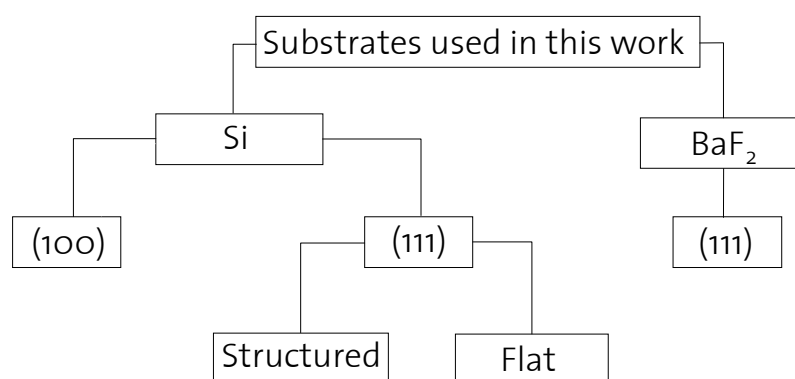 Substrates used in this work
Si
BaF₂
(100)
(111)
(111)
Structured
Flat